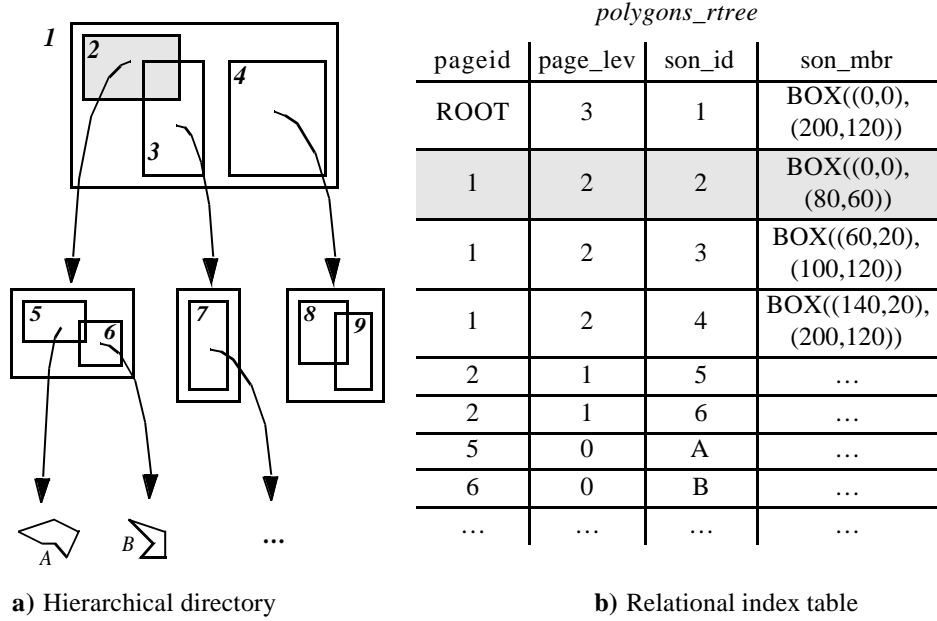 1
2
3
4
5
6
7
8
9
A
B
...
a) Hierarchical directory
polygons_rtree
pageid page_lev son_id son_mbr
ROOT 3 1 BOX((0,0),
(200,120))
1 2 2 BOX((0,0),
(80,60))
1 2 3 BOX((60,20),
(100,120))
1 2 4 BOX((140,20),
(200,120))
2 1 5 …
2 1 6 …
5 0 A …
6 0 B …
… … … …
b) Relational index table